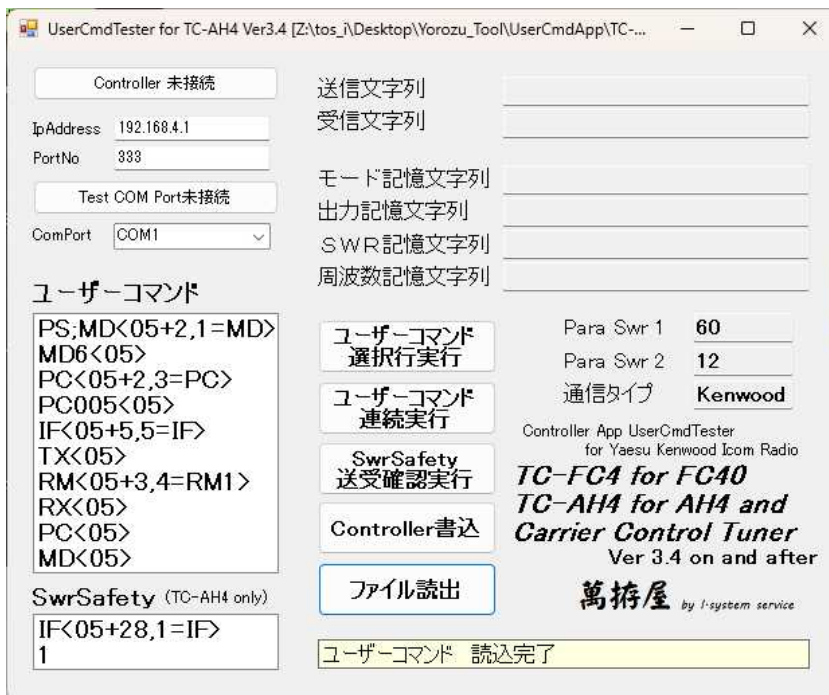 UserCmdTester for TC-AH4 Ver3.4 [Z:\tos_i\Desktop\Yorozu_Tool\UserCmdApp\TC-...
Controller 未接続
IpAddress 192.168.4.1
PortNo 333
Test COM Port未接続
ComPort COM1
ユーザーコマンド
PS;MD<05+2,1=MD>
MD6<05>
PC<05+2,3=PC>
PC005<05>
IF<05+5,5=IF>
TX<05>
RM<05+3,4=RM1>
RX<05>
PC<05>
MD<05>
SwrSafety (TC-AH4 only)
IF<05+28,1=IF>
1
送信文字列
受信文字列
モード記憶文字列
出力記憶文字列
ＳＷＲ記憶文字列
周波数記憶文字列
ユーザーコマンド
選択行実行
ユーザーコマンド
連続実行
SwrSafety
送受確認実行
Controller書込
ファイル読出
Para Swr 1 60
Para Swr 2 12
通信タイプ Kenwood
Controller App UserCmdTester
for Yaesu Kenwood Icom Radio
TC-FC4 for FC40
TC-AH4 for AH4 and
Carrier Control Tuner
Ver 3.4 on and after
萬拵屋 by I-system service
ユーザーコマンド 読込完了